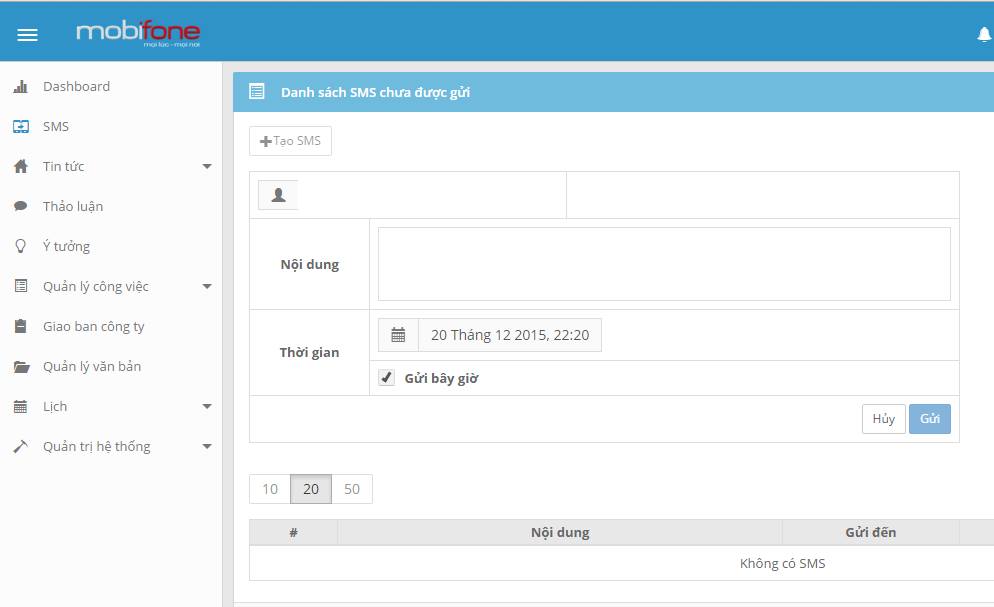 mobifone
mọi lúc - mọi nơi
Dashboard
SMS
Tin tức
Thảo luận
Ý tưởng
Quản lý công việc
Giao ban công ty
Quản lý văn bản
Lịch
Quản trị hệ thống
Danh sách SMS chưa được gửi
Tạo SMS
Nội dung
Thời gian
20 Tháng 12 2015, 22:20
Gửi bây giờ
Hủy Gửi
10 20 50
# Nội dung Gửi đến
Không có SMS